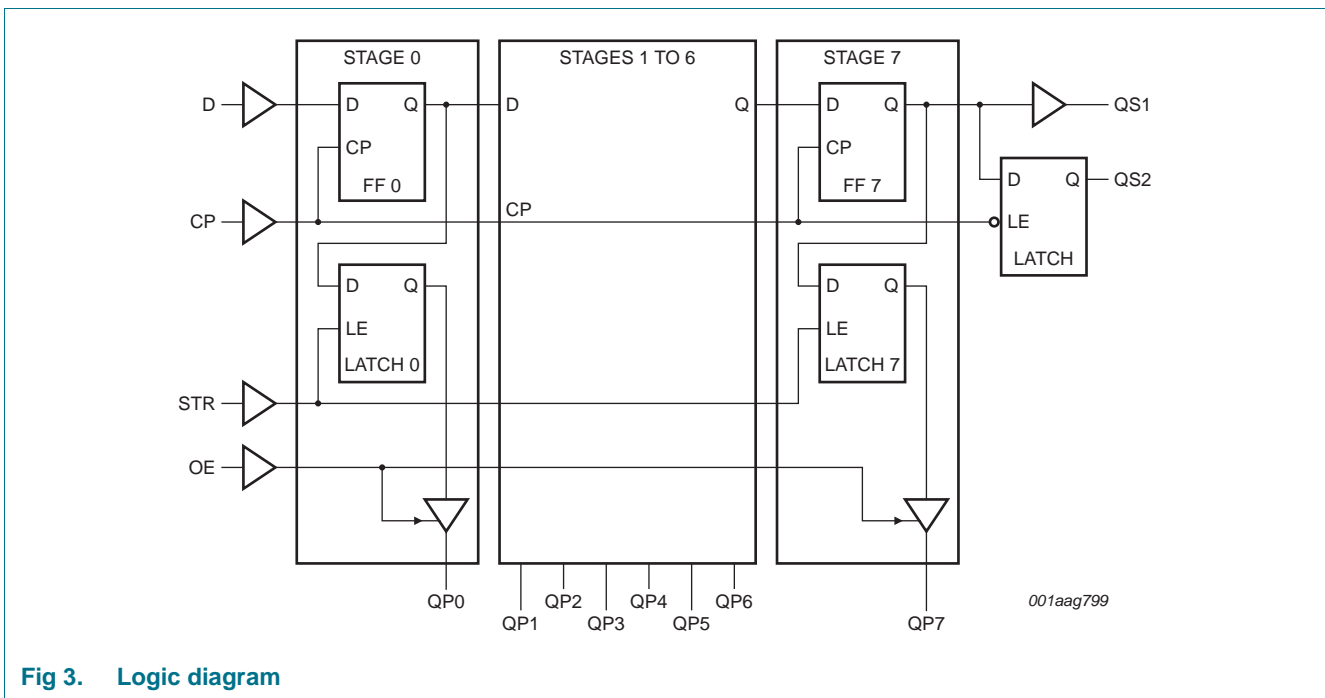 STAGE 0
STAGES 1 TO 6
STAGE 7
D
D
Q
D
Q
D
Q
QS1
CP
CP
FF 0
FF 7
D
Q
QS2
CP
CP
LE
LATCH
D
Q
D
Q
LE
LE
LATCH 0
LATCH 7
STR
OE
QP0
QP2
QP4
QP6
QP1
QP3
QP5
QP7
001aag799
Fig 3. Logic diagram